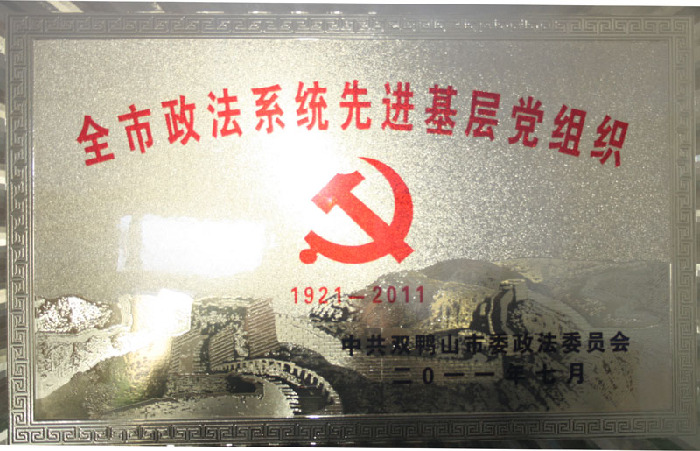 全市政法系统先进基层党组织
1921—2011
中共双鸭山市委政法委员会
二〇一一年七月